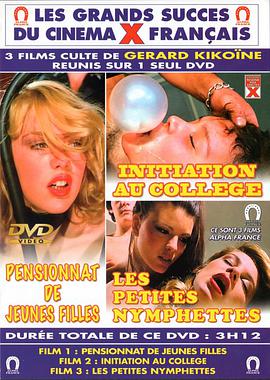 LES GRANDS SUCCES
DU CINEMA X FRANÇAIS
3 FILMS CULTE DE GERARD KIKOÏNE
REUNIS SUR 1 SEUL DVD
INITIATION
AU COLLEGE
CE SONT 3 FILMS
ALPHA FRANCE
DVD
VIDEO
PENSIONNAT
DE
JEUNES FILLES
LES
PETITES
NYMPHETTES
DURÉE TOTALE DE CE DVD : 3H12
FILM 1 : PENSIONNAT DE JEUNES FILLES
FILM 2 : INITIATION AU COLLEGE
FILM 3 : LES PETITES NYMPHETTES